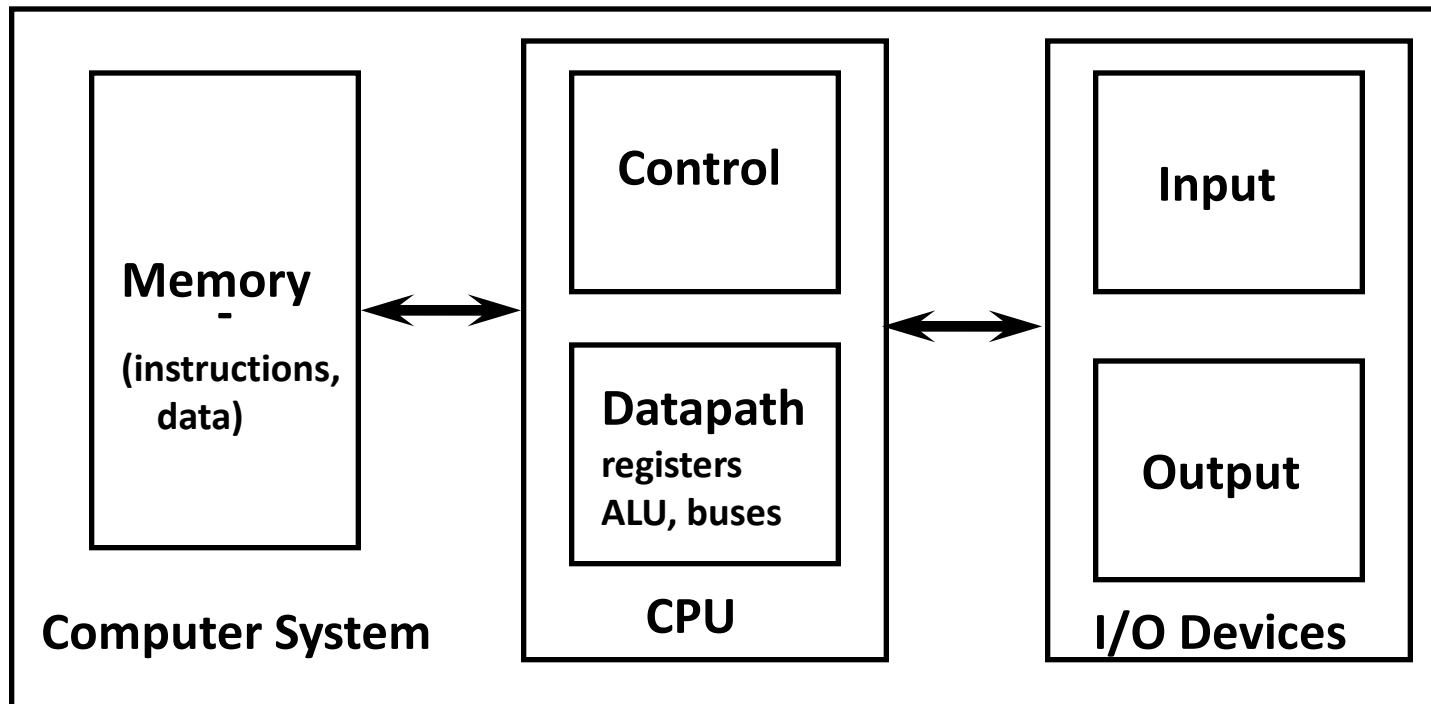 Memory
-
(instructions,
data)
Computer System
Control
Datapath
registers
ALU, buses
CPU
Input
Output
I/O Devices